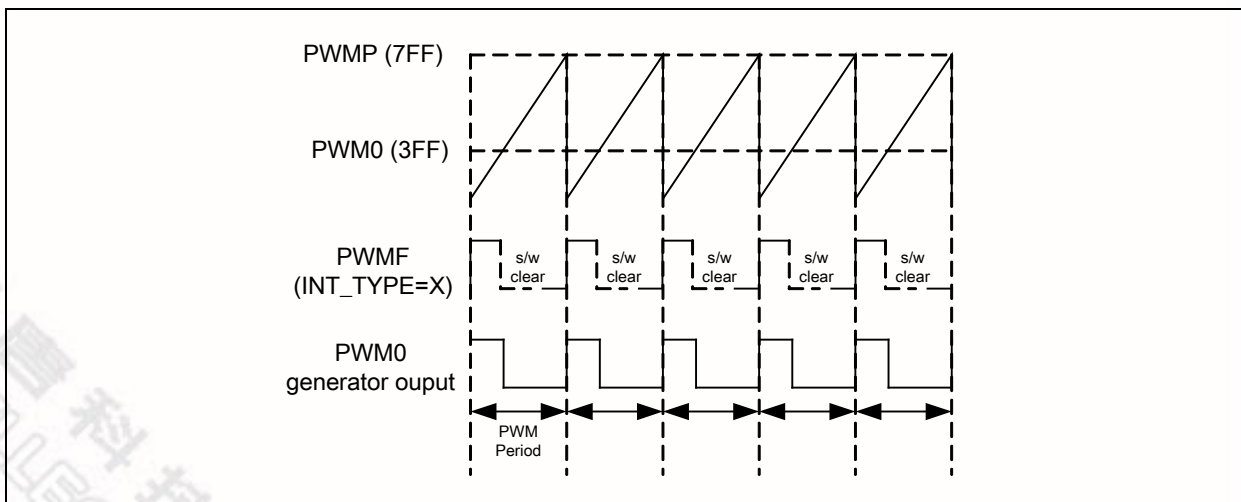 PWMP (7FF)
PWM0 (3FF)
PWMF
(INT_TYPE=X)
s/w
clear
s/w
clear
s/w
clear
s/w
clear
s/w
clear
PWM0
generator ouput
PWM
Period